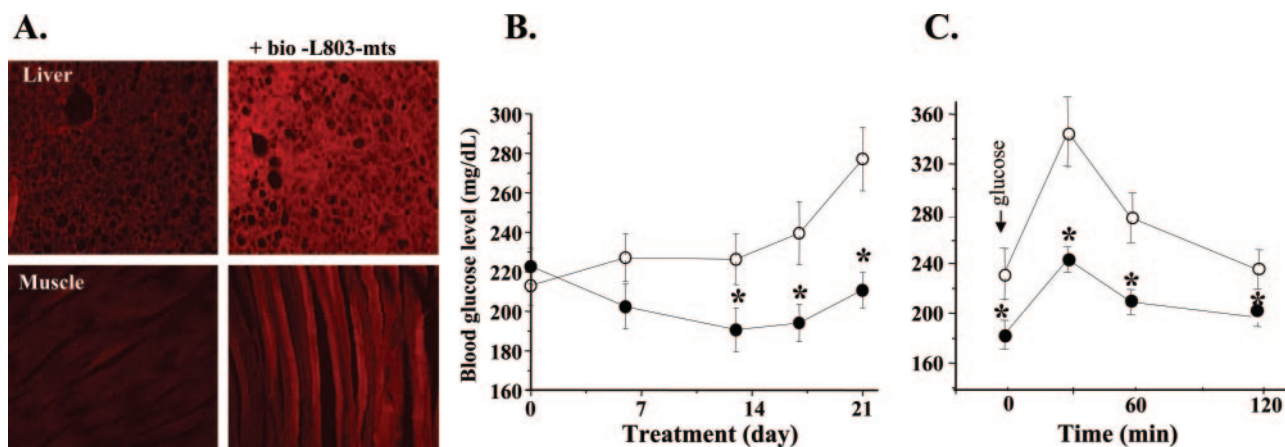 A.
+ bio -L803-mts
Liver
Muscle
B.
Blood glucose level (mg/dL)
300
280
260
240
220
200
190
160
0
7
14
21
*
*
*
Treatment (day)
C.
360
320
280
240
200
160
glucose
*
*
*
*
0
60
120
Time (min)